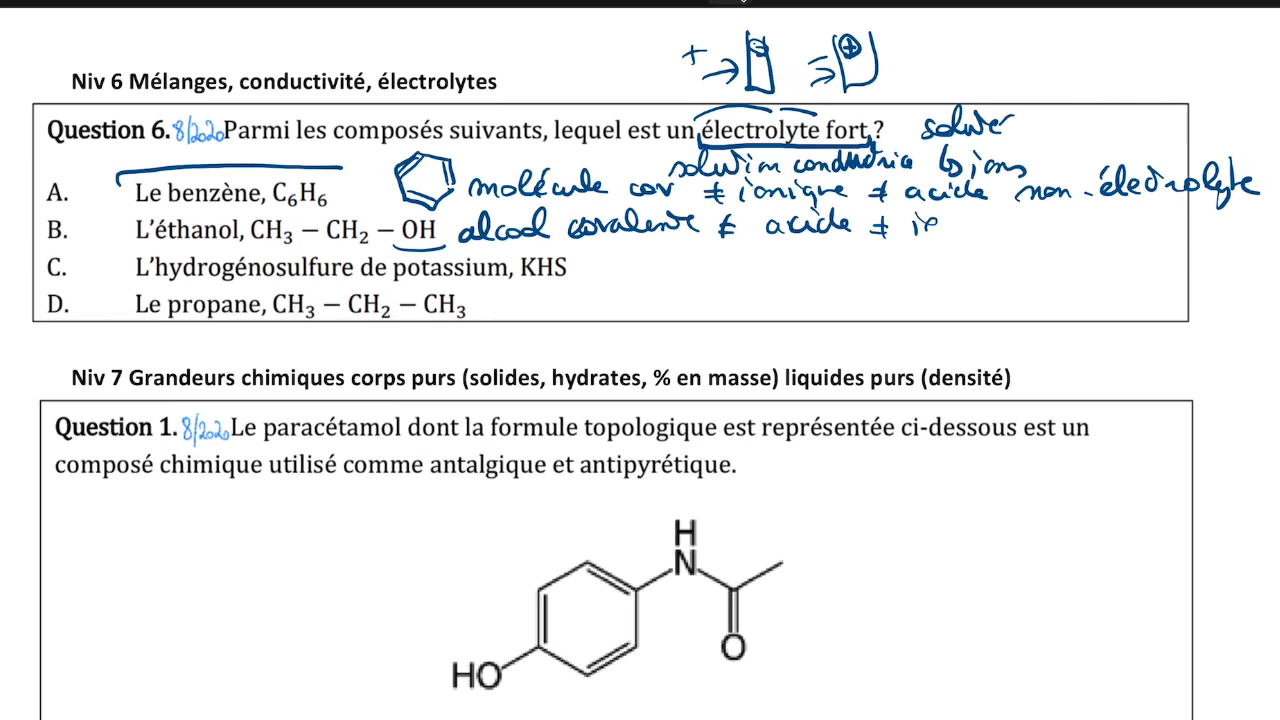 Niv 6 Mélanges, conductivité, électrolytes
+
Question 6. 8/2020 Parmi les composés suivants, lequel est un électrolyte fort ?
solution conductrice ions
A. Le benzène, C₆H₆ molécule cov ≠ ionique ≠ acide non-électrolyte
B. L'éthanol, CH₃ − CH₂ − OH alcool covalente ≠ acide ≠
C. L'hydrogénosulfure de potassium, KHS
D. Le propane, CH₃ − CH₂ − CH₃
Niv 7 Grandeurs chimiques corps purs (solides, hydrates, % en masse) liquides purs (densité)
Question 1. 8/2020 Le paracétamol dont la formule topologique est représentée ci-dessous est un
composé chimique utilisé comme antalgique et antipyrétique.
H
N
O
HO